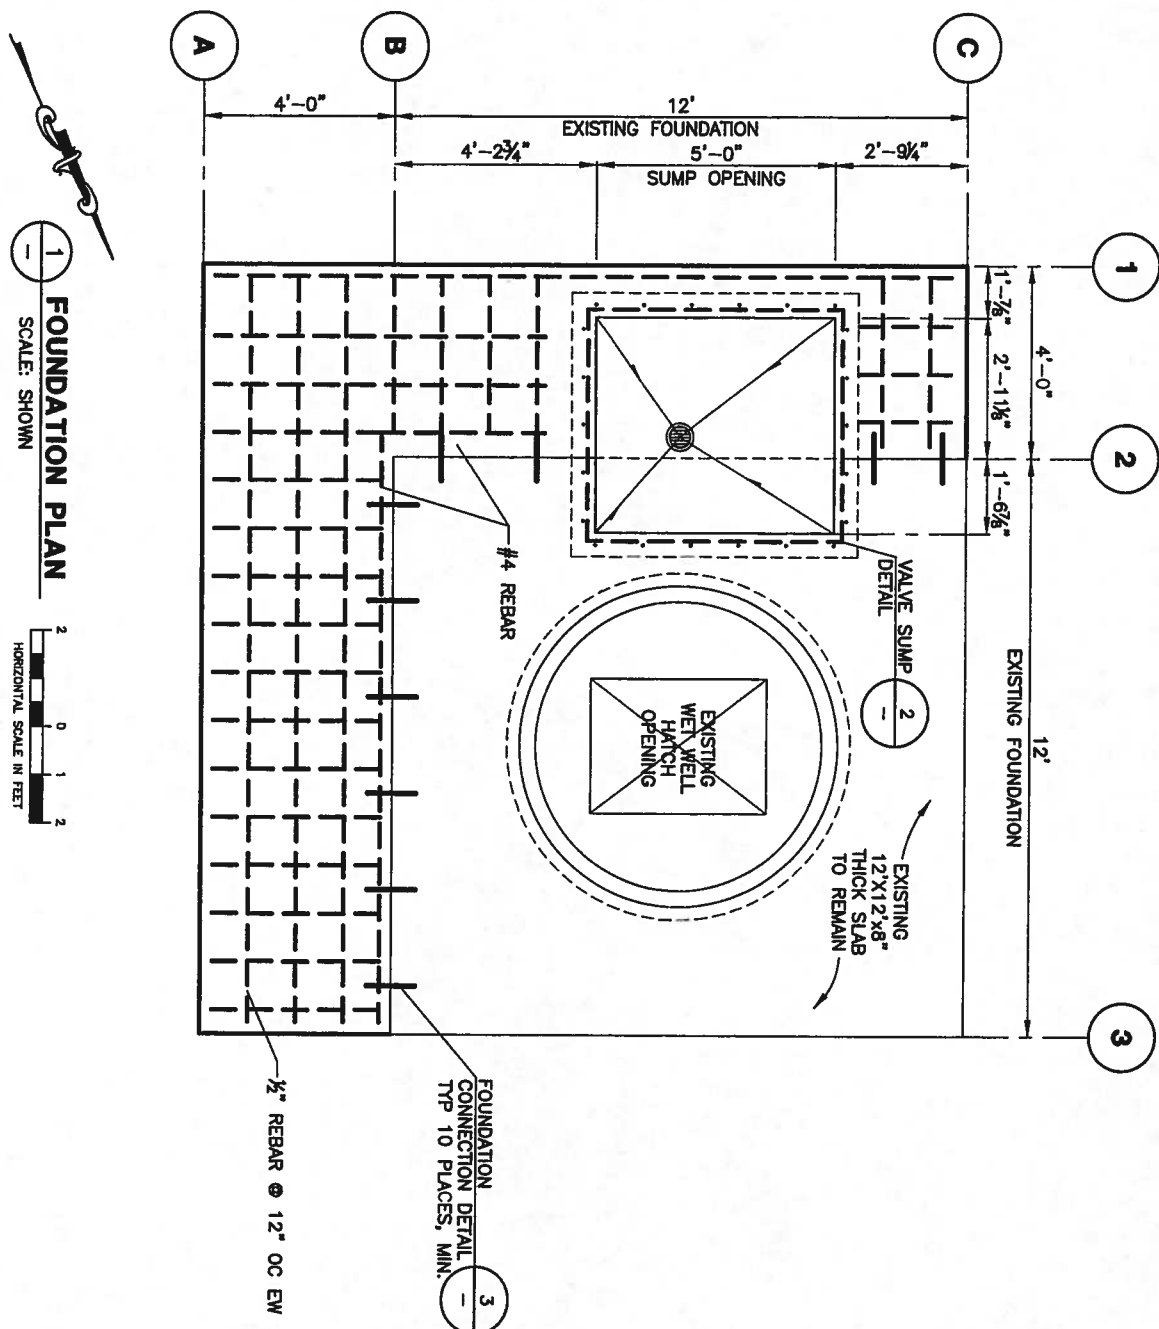 A
B
C
4'-0"
12'
EXISTING FOUNDATION
4'-2¾"
5'-0"
2'-9¼"
SUMP OPENING
1
2
3
1'-⅞"
2'-11⅛"
1'-6⅞"
4'-0"
12'
EXISTING FOUNDATION
#4 REBAR
VALVE SUMP
DETAIL
2
-
EXISTING
WET WELL
HATCH
OPENING
EXISTING
12'X12'x8"
THICK SLAB
TO REMAIN
FOUNDATION
CONNECTION DETAIL
TYP 10 PLACES, MIN.
3
-
½" REBAR @ 12" OC EW
1
-
FOUNDATION PLAN
SCALE: SHOWN
2 0 1 2
HORIZONTAL SCALE IN FEET